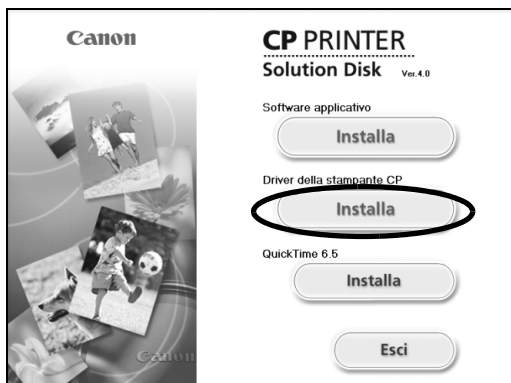 Canon
CP PRINTER
Solution Disk Ver.4.0
Software applicativo
Installa
Driver della stampante CP
Installa
QuickTime 6.5
Installa
Esci
Canon